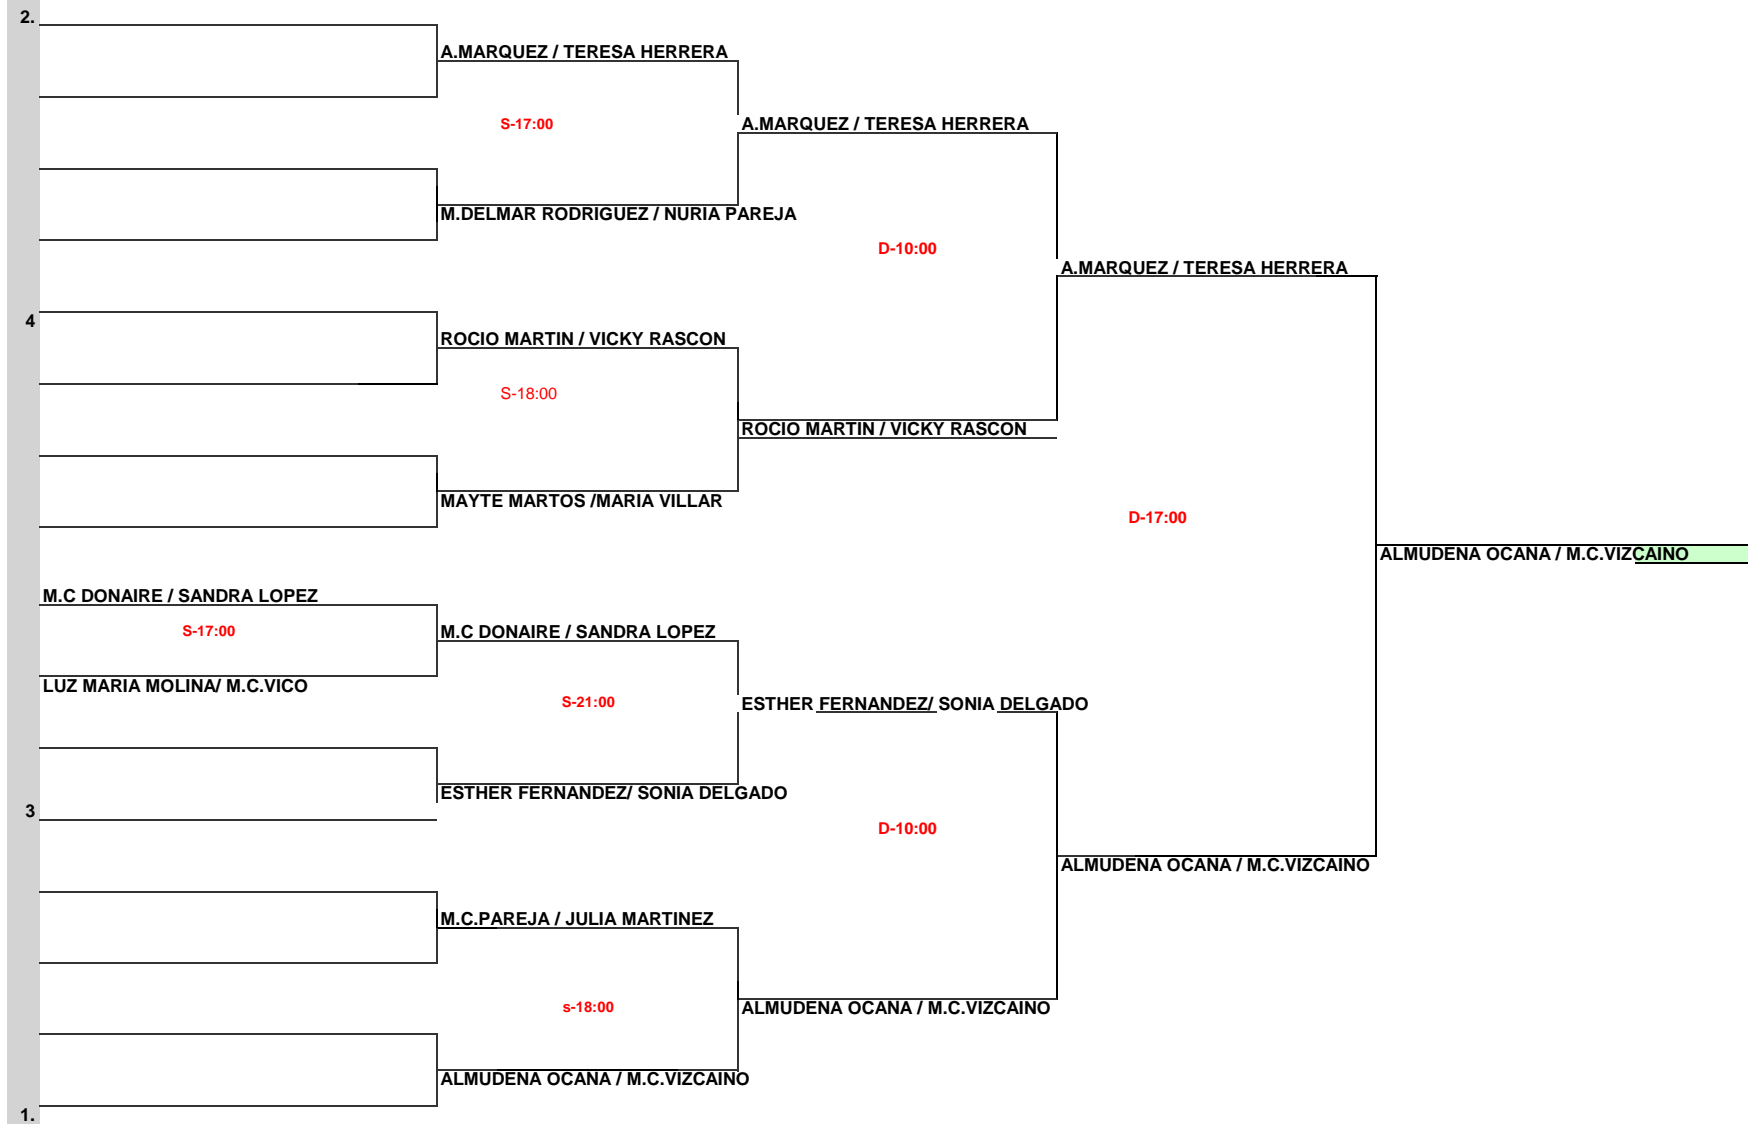 2.
A.MARQUEZ / TERESA HERRERA
S-17:00
A.MARQUEZ / TERESA HERRERA
M.DELMAR RODRIGUEZ / NURIA PAREJA
D-10:00
A.MARQUEZ / TERESA HERRERA
4
ROCIO MARTIN / VICKY RASCON
S-18:00
ROCIO MARTIN / VICKY RASCON
MAYTE MARTOS /MARIA VILLAR
D-17:00
ALMUDENA OCANA / M.C.VIZCAINO
M.C DONAIRE / SANDRA LOPEZ
S-17:00
M.C DONAIRE / SANDRA LOPEZ
LUZ MARIA MOLINA/ M.C.VICO
S-21:00
ESTHER FERNANDEZ/ SONIA DELGADO
ESTHER FERNANDEZ/ SONIA DELGADO
3
D-10:00
ALMUDENA OCANA / M.C.VIZCAINO
M.C.PAREJA / JULIA MARTINEZ
s-18:00
ALMUDENA OCANA / M.C.VIZCAINO
ALMUDENA OCANA / M.C.VIZCAINO
1.